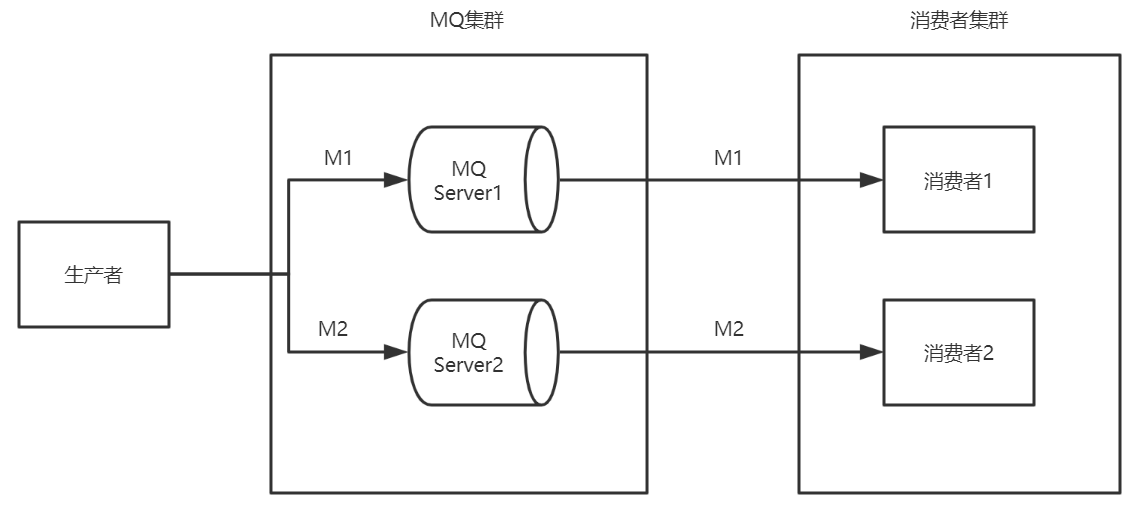 MQ集群
消费者集群
M1
MQ
Server1
M1
消费者1
生产者
M2
MQ
Server2
M2
消费者2